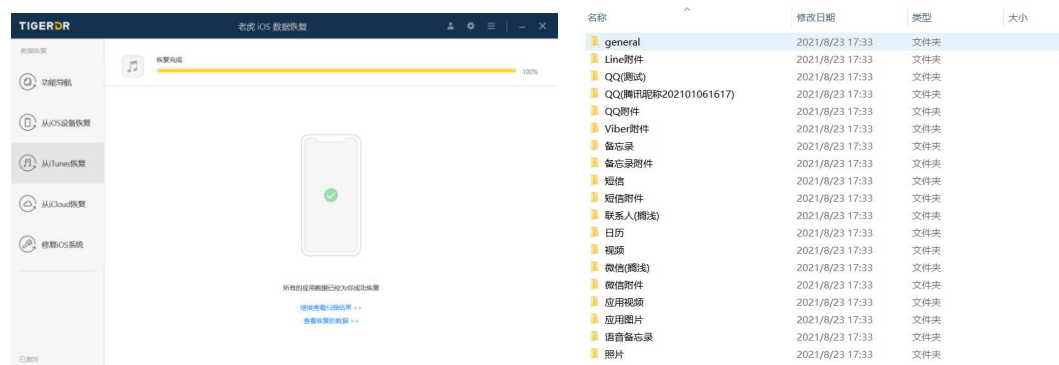 TIGERDR
老虎 iOS 数据恢复
数据恢复
功能导航
从iOS设备恢复
从iTunes恢复
从iCloud恢复
修复iOS系统
已激活
恢复完成
100%
所有的应用数据已经为你成功恢复
继续查看扫描结果 >>
查看恢复的数据 >>
名称 修改日期 类型 大小
general 2021/8/23 17:33 文件夹
Line附件 2021/8/23 17:33 文件夹
QQ(测试) 2021/8/23 17:33 文件夹
QQ(腾讯昵称202101061617) 2021/8/23 17:33 文件夹
QQ附件 2021/8/23 17:33 文件夹
Viber附件 2021/8/23 17:33 文件夹
备忘录 2021/8/23 17:33 文件夹
备忘录附件 2021/8/23 17:33 文件夹
短信 2021/8/23 17:33 文件夹
短信附件 2021/8/23 17:33 文件夹
联系人(搁浅) 2021/8/23 17:33 文件夹
日历 2021/8/23 17:33 文件夹
视频 2021/8/23 17:33 文件夹
微信(搁浅) 2021/8/23 17:33 文件夹
微信附件 2021/8/23 17:33 文件夹
应用视频 2021/8/23 17:33 文件夹
应用图片 2021/8/23 17:33 文件夹
语音备忘录 2021/8/23 17:33 文件夹
照片 2021/8/23 17:33 文件夹